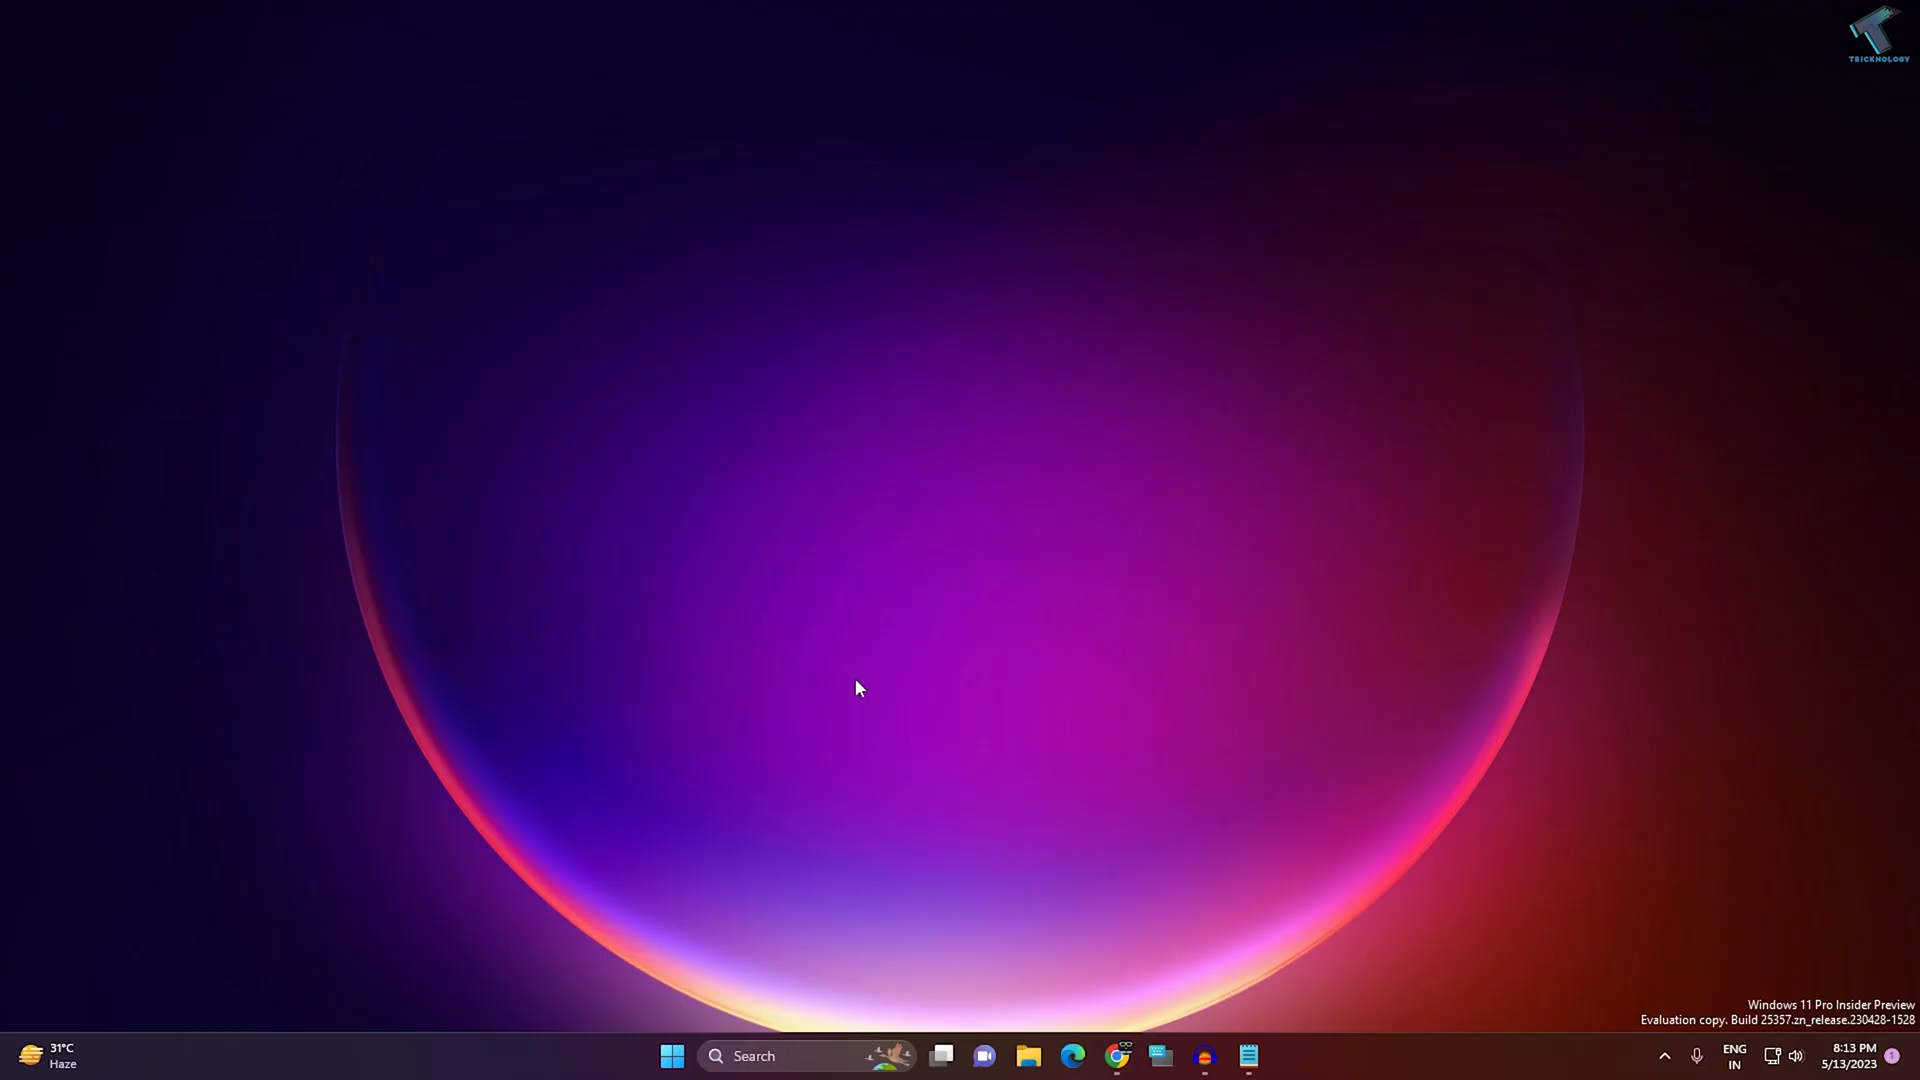 TRICKNOLOGY
Windows 11 Pro Insider Preview
Evaluation copy. Build 25357.zn_release.230428-1528
31°C
Haze
Search
ENG
IN
8:13 PM
5/13/2023
1